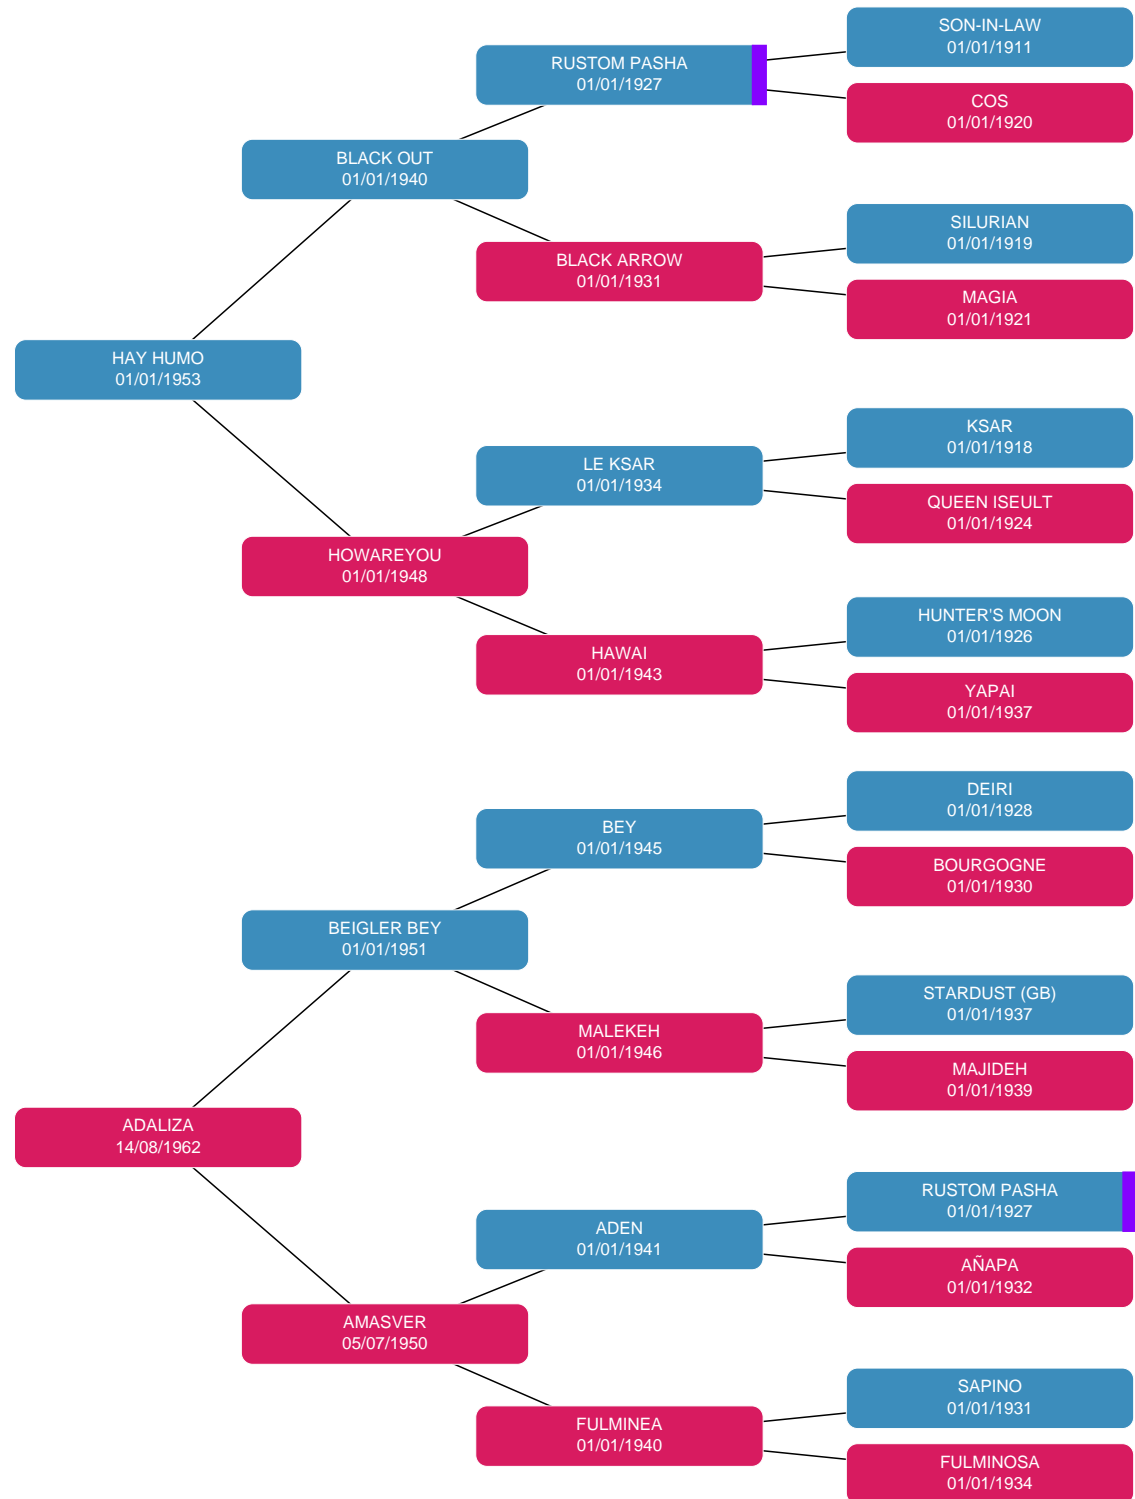 SON-IN-LAW
01/01/1911
RUSTOM PASHA
01/01/1927
COS
01/01/1920
BLACK OUT
01/01/1940
SILURIAN
01/01/1919
BLACK ARROW
01/01/1931
MAGIA
01/01/1921
HAY HUMO
01/01/1953
KSAR
01/01/1918
LE KSAR
01/01/1934
QUEEN ISEULT
01/01/1924
HOWAREYOU
01/01/1948
HUNTER'S MOON
01/01/1926
HAWAI
01/01/1943
YAPAI
01/01/1937
DEIRI
01/01/1928
BEY
01/01/1945
BOURGOGNE
01/01/1930
BEIGLER BEY
01/01/1951
STARDUST (GB)
01/01/1937
MALEKEH
01/01/1946
MAJIDEH
01/01/1939
ADALIZA
14/08/1962
RUSTOM PASHA
01/01/1927
ADEN
01/01/1941
AÑAPA
01/01/1932
AMASVER
05/07/1950
SAPINO
01/01/1931
FULMINEA
01/01/1940
FULMINOSA
01/01/1934